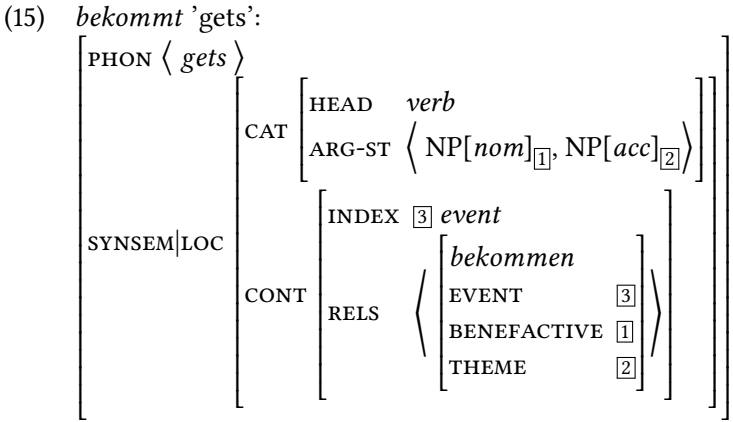 (15) bekommt 'gets':
PHON ⟨ gets ⟩
SYNSEM|LOC
CAT
HEAD verb
ARG-ST ⟨ NP[nom]1, NP[acc]2 ⟩
CONT
INDEX 3 event
RELS
bekommen
EVENT 3
BENEFACTIVE 1
THEME 2